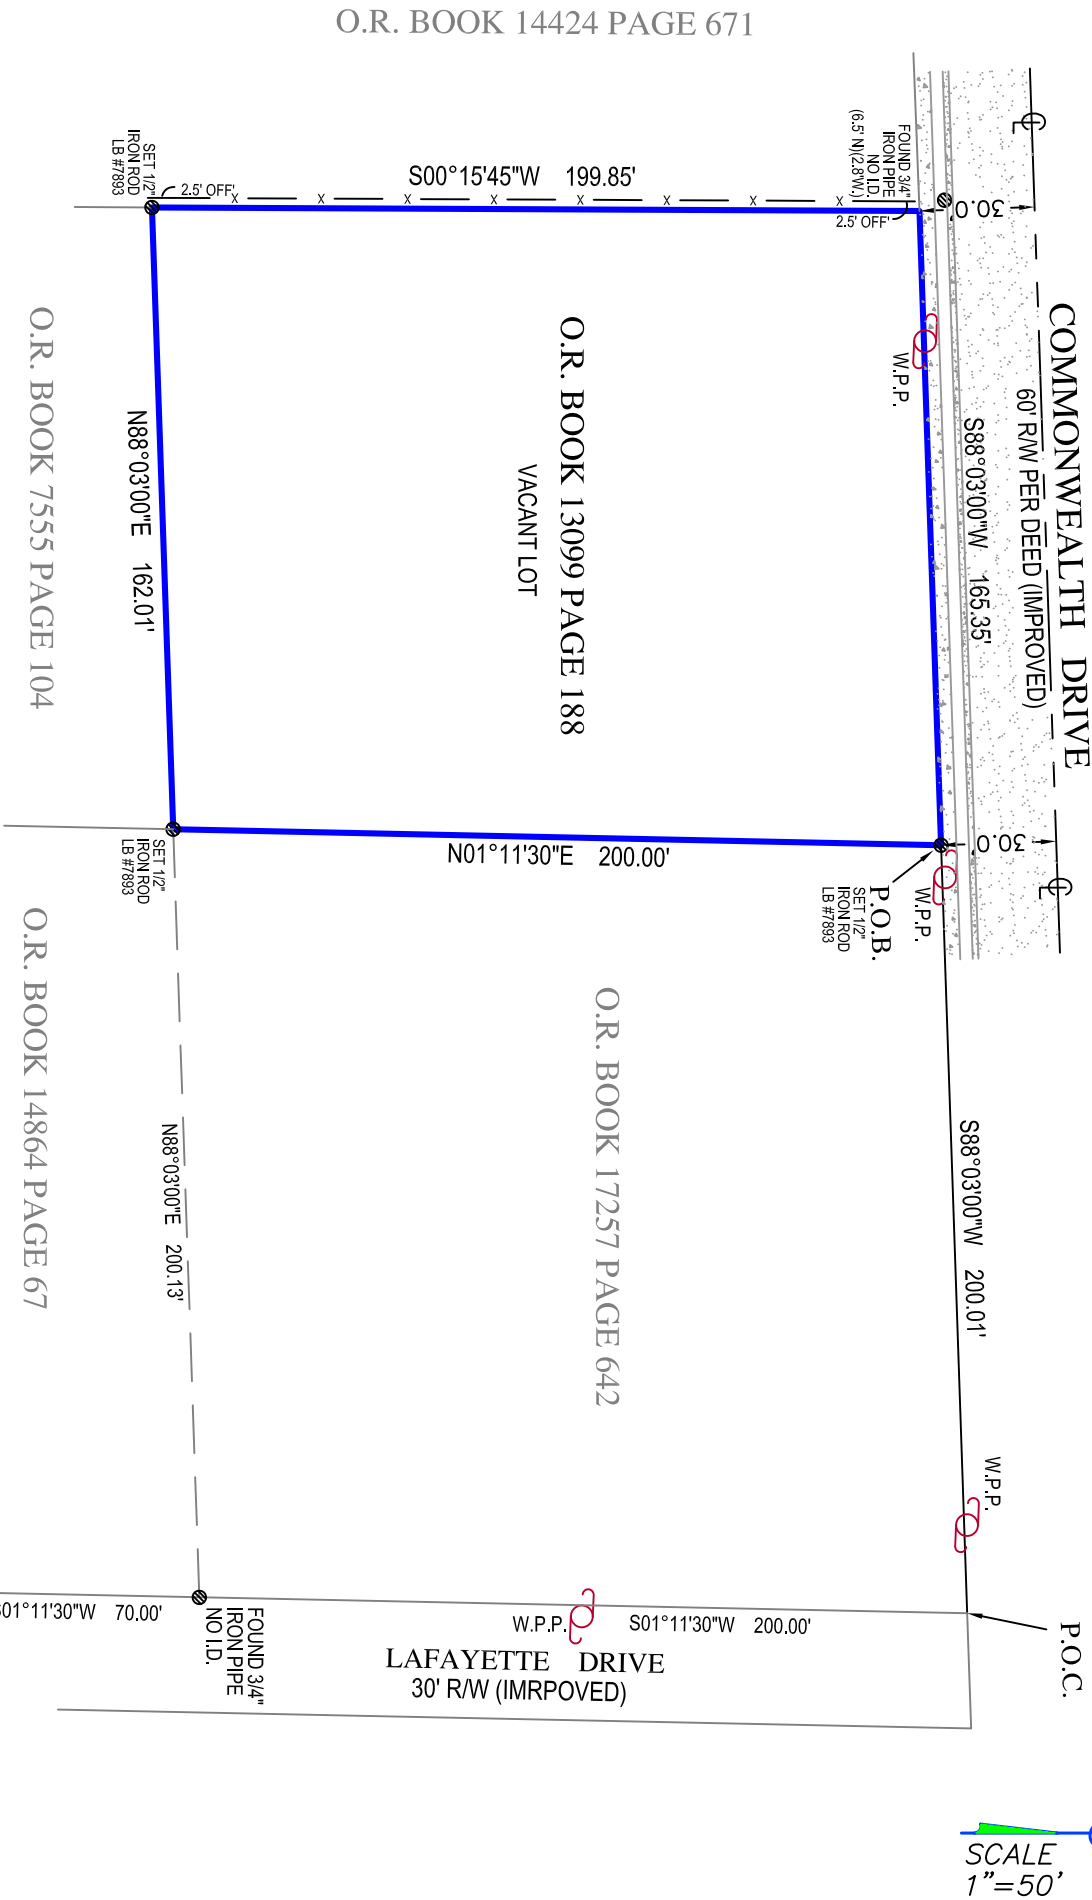 O.R. BOOK 14424 PAGE 671
COMMONWEALTH DRIVE
60' R/W PER DEED (IMPROVED)
S88°03'00"W 165.35'
30.0'
30.0'
FOUND 3/4"
IRON PIPE
NO I.D.
(6.5' N)(2.8'W.)
2.5' OFF'
S00°15'45"W 199.85'
X X X X X X X X
2.5' OFF'
SET 1/2"
IRON ROD
LB #7893
W.P.P.
O.R. BOOK 13099 PAGE 188
VACANT LOT
N88°03'00"E 162.01'
O.R. BOOK 7555 PAGE 104
N01°11'30"E 200.00'
SET 1/2"
IRON ROD
LB #7893
W.P.P.
P.O.B.
SET 1/2"
IRON ROD
LB #7893
S88°03'00"W 200.01'
O.R. BOOK 17257 PAGE 642
N88°03'00"E 200.13'
O.R. BOOK 14864 PAGE 67
W.P.P.
P.O.C.
W.P.P.
S01°11'30"W 200.00'
S01°11'30"W 70.00'
FOUND 3/4"
IRON PIPE
NO I.D.
LAFAYETTE DRIVE
30' R/W (IMRPOVED)
SCALE
1"=50'